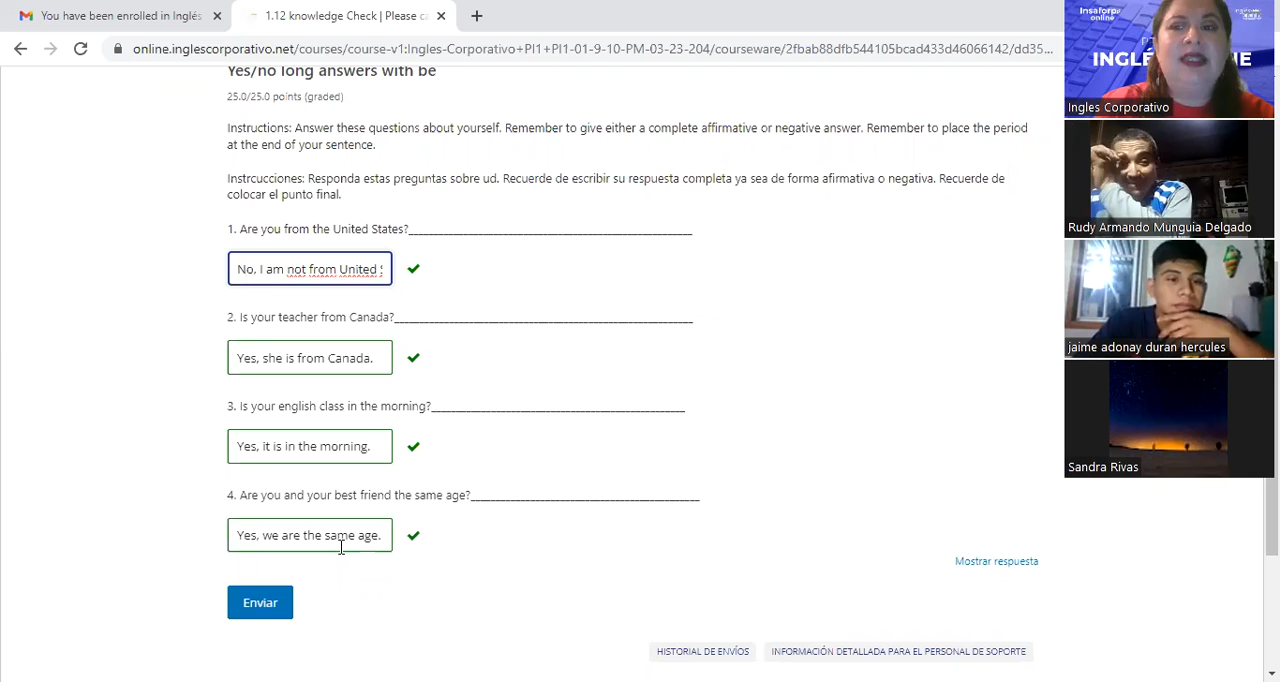 You have been enrolled in Inglés
1.12 knowledge Check | Please ca
online.inglescorporativo.net/courses/course-v1:Ingles-Corporativo+PI1+PI1-01-9-10-PM-03-23-204/courseware/2fbab88dfb544105bcad433d46066142/dd35...
Yes/no long answers with be
25.0/25.0 points (graded)
Instructions: Answer these questions about yourself. Remember to give either a complete affirmative or negative answer. Remember to place the period
at the end of your sentence.
Instrcucciones: Responda estas preguntas sobre ud. Recuerde de escribir su respuesta completa ya sea de forma afirmativa o negativa. Recuerde de
colocar el punto final.
1. Are you from the United States?
No, I am not from United
2. Is your teacher from Canada?
Yes, she is from Canada.
3. Is your english class in the morning?
Yes, it is in the morning.
4. Are you and your best friend the same age?
Yes, we are the same age.
Mostrar respuesta
Enviar
HISTORIAL DE ENVÍOS
INFORMACIÓN DETALLADA PARA EL PERSONAL DE SOPORTE
Insaforp
online
INGLÉ
Ingles Corporativo
Rudy Armando Munguia Delgado
jaime adonay duran hercules
Sandra Rivas